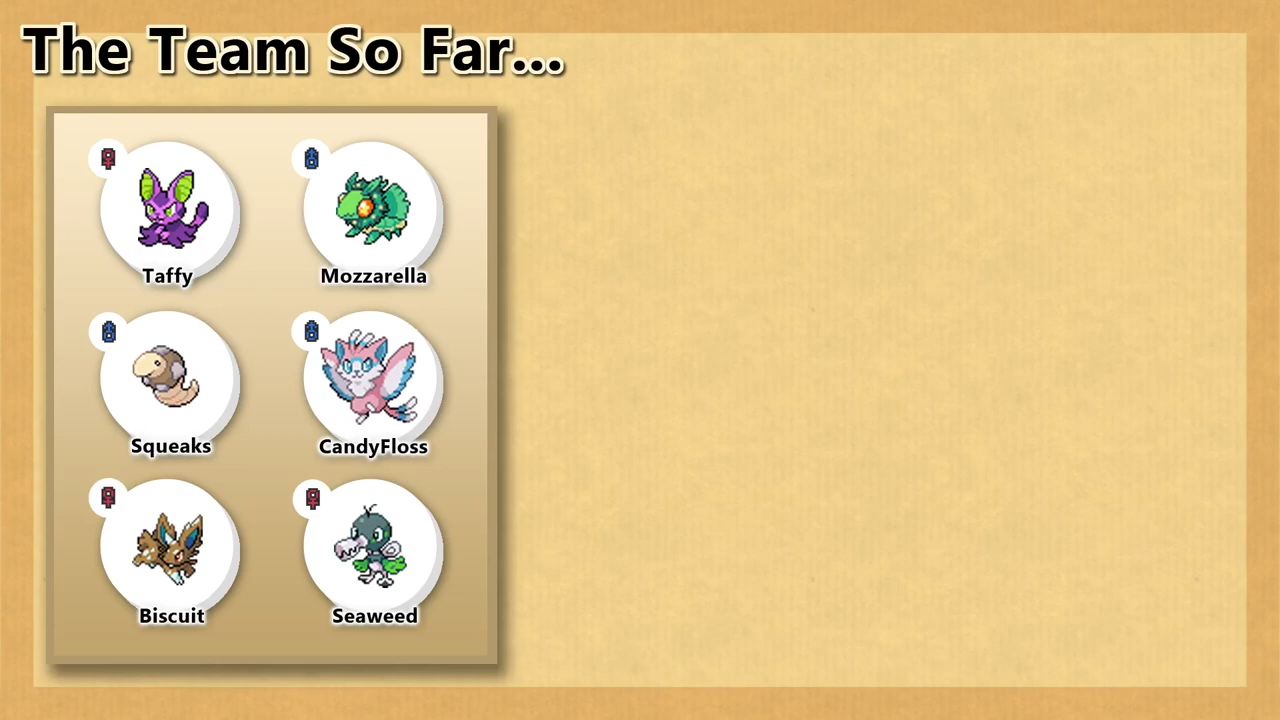 The Team So Far...
Taffy
Mozzarella
Squeaks
CandyFloss
Biscuit
Seaweed